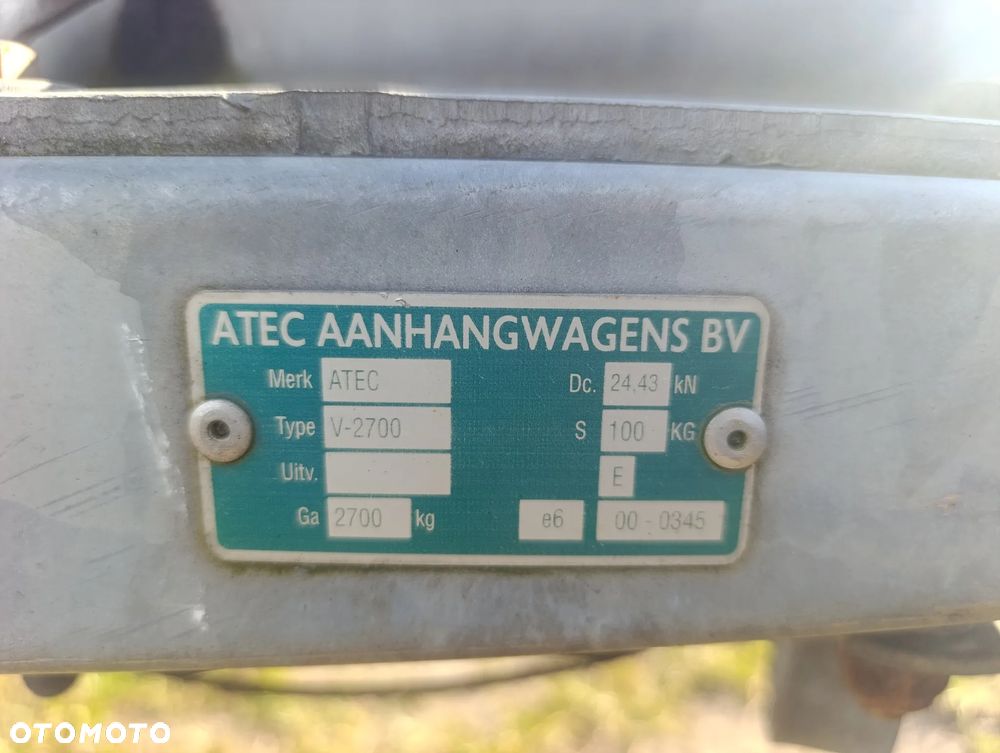 ATEC AANHANGWAGENS BV
Merk ATEC Dc. 24,43 kN
Type V-2700 S 100 KG
Uitv. E
Ga 2700 kg e6 00 - 0345
OTOMOTO